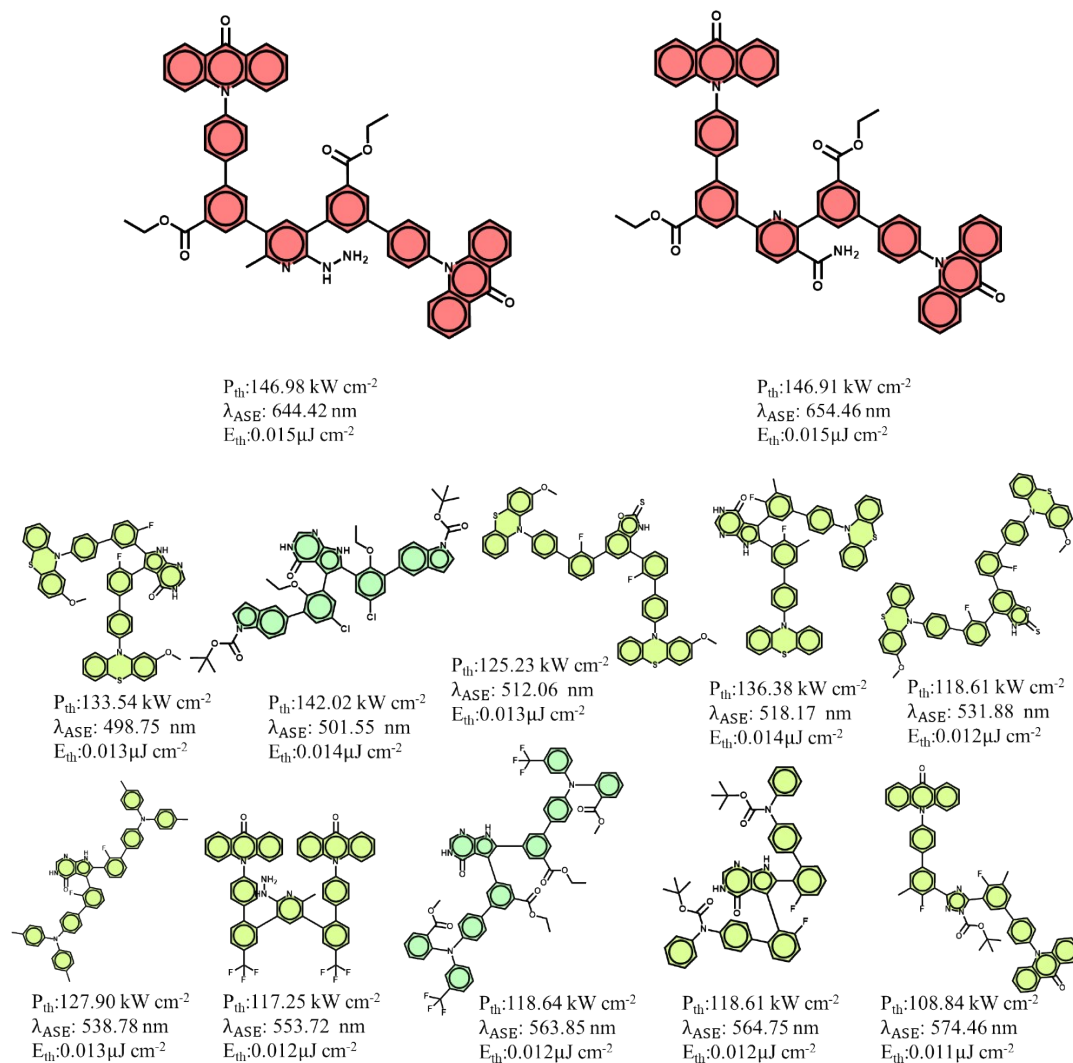 P_th:146.98 kW cm⁻²
λ_ASE: 644.42 nm
E_th:0.015μJ cm⁻²
P_th:146.91 kW cm⁻²
λ_ASE: 654.46 nm
E_th:0.015μJ cm⁻²
P_th:133.54 kW cm⁻²
λ_ASE: 498.75 nm
E_th:0.013μJ cm⁻²
P_th:142.02 kW cm⁻²
λ_ASE: 501.55 nm
E_th:0.014μJ cm⁻²
P_th:125.23 kW cm⁻²
λ_ASE: 512.06 nm
E_th:0.013μJ cm⁻²
P_th:136.38 kW cm⁻²
λ_ASE: 518.17 nm
E_th:0.014μJ cm⁻²
P_th:118.61 kW cm⁻²
λ_ASE: 531.88 nm
E_th:0.012μJ cm⁻²
P_th:127.90 kW cm⁻²
λ_ASE: 538.78 nm
E_th:0.013μJ cm⁻²
P_th:117.25 kW cm⁻²
λ_ASE: 553.72 nm
E_th:0.012μJ cm⁻²
P_th:118.64 kW cm⁻²
λ_ASE: 563.85 nm
E_th:0.012μJ cm⁻²
P_th:118.61 kW cm⁻²
λ_ASE: 564.75 nm
E_th:0.012μJ cm⁻²
P_th:108.84 kW cm⁻²
λ_ASE: 574.46 nm
E_th:0.011μJ cm⁻²